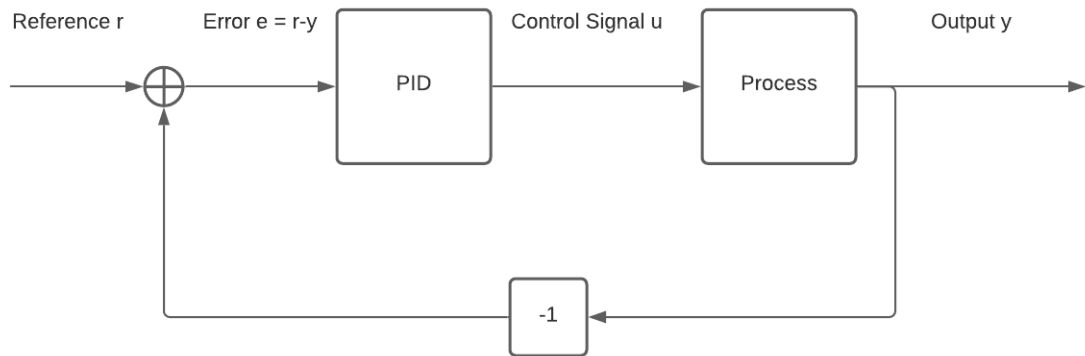 Reference r
Error e = r-y
Control Signal u
Output y
PID
Process
-1